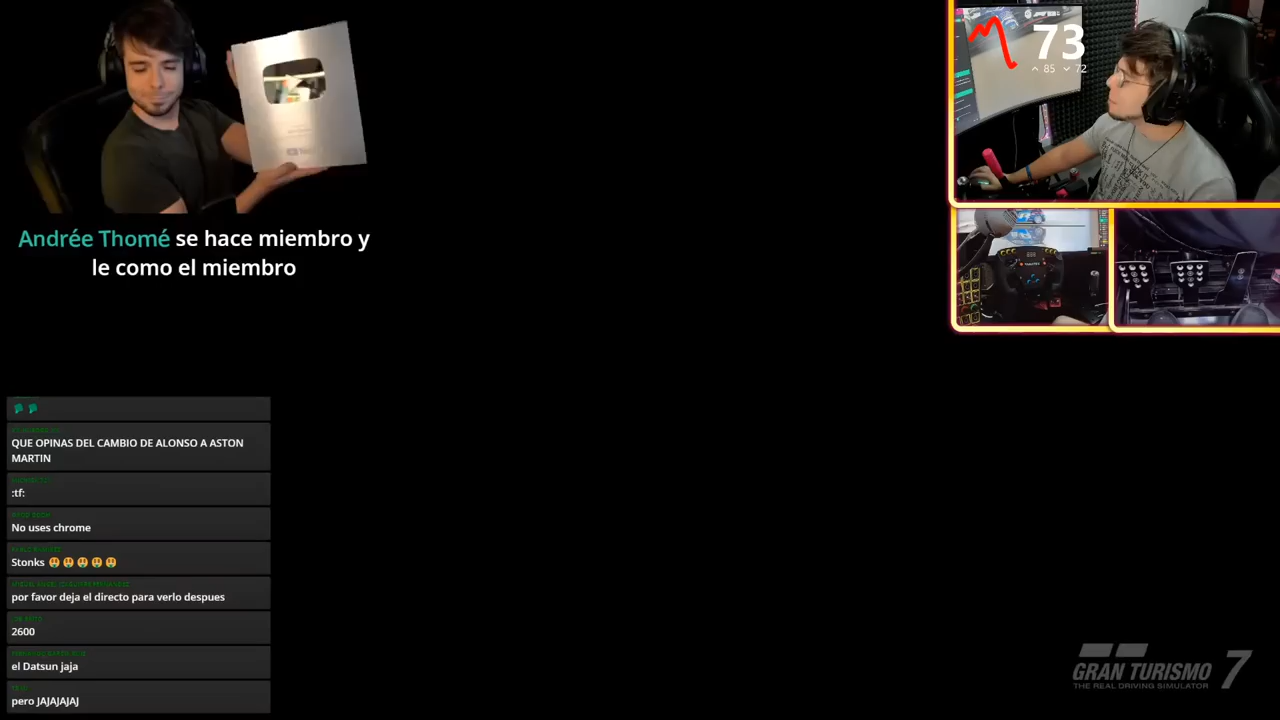 73
85 72
Andrée Thomé se hace miembro y
le como el miembro
QUE OPINAS DEL CAMBIO DE ALONSO A ASTON
MARTIN
:tf:
No uses chrome
Stonks 🤑🤑🤑🤑🤑
por favor deja el directo para verlo despues
2600
el Datsun jaja
pero JAJAJAJAJ
GRAN TURISMO 7
THE REAL DRIVING SIMULATOR